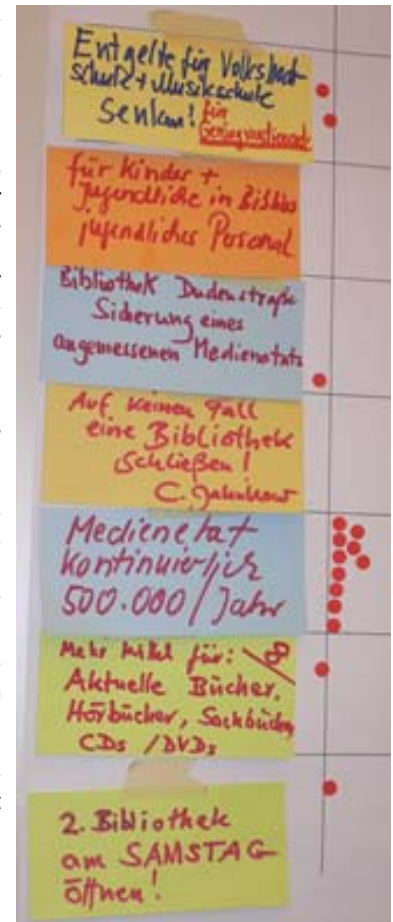 Entgelte für Volkshoch
schule + Musikschule
Senken! für
Geringverdienende
für Kinder +
Jugendliche in Biblios
jugendliches Personal
Bibliothek Dudenstraße
Sicherung eines
angemessenen Medienetats
Auf keinen Fall
eine Bibliothek
schließen!
C.
Medienetat
kontinuierlich
500.000 / Jahr
Mehr Mittel für: 8
Aktuelle Bücher,
Hörbücher, Sachbücher,
CDs / DVDs
2. Bibliothek
am SAMSTAG
öffnen!